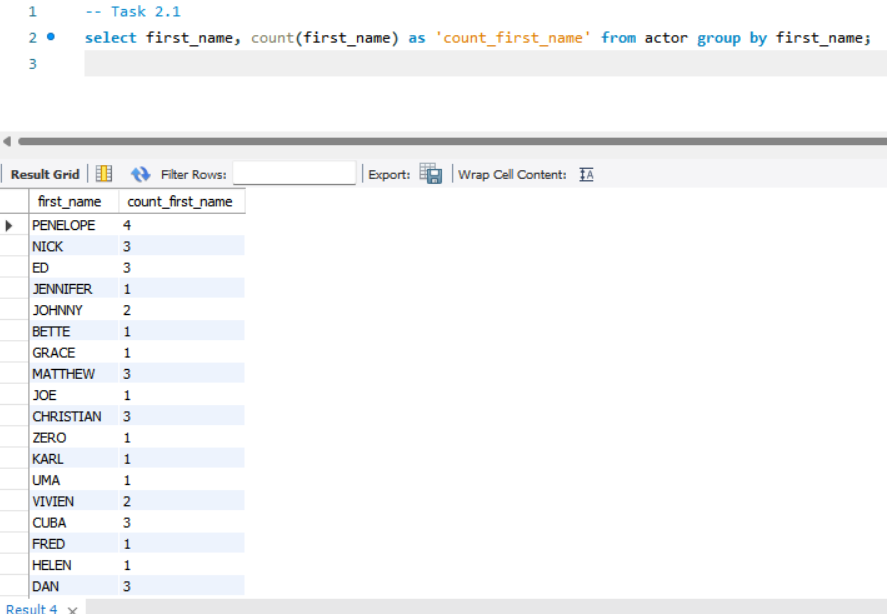 1 -- Task 2.1
2 select first_name, count(first_name) as 'count_first_name' from actor group by first_name;
3
Result Grid Filter Rows: Export: Wrap Cell Content: IA
first_name count_first_name
PENELOPE 4
NICK 3
ED 3
JENNIFER 1
JOHNNY 2
BETTE 1
GRACE 1
MATTHEW 3
JOE 1
CHRISTIAN 3
ZERO 1
KARL 1
UMA 1
VIVIEN 2
CUBA 3
FRED 1
HELEN 1
DAN 3
Result 4 ×